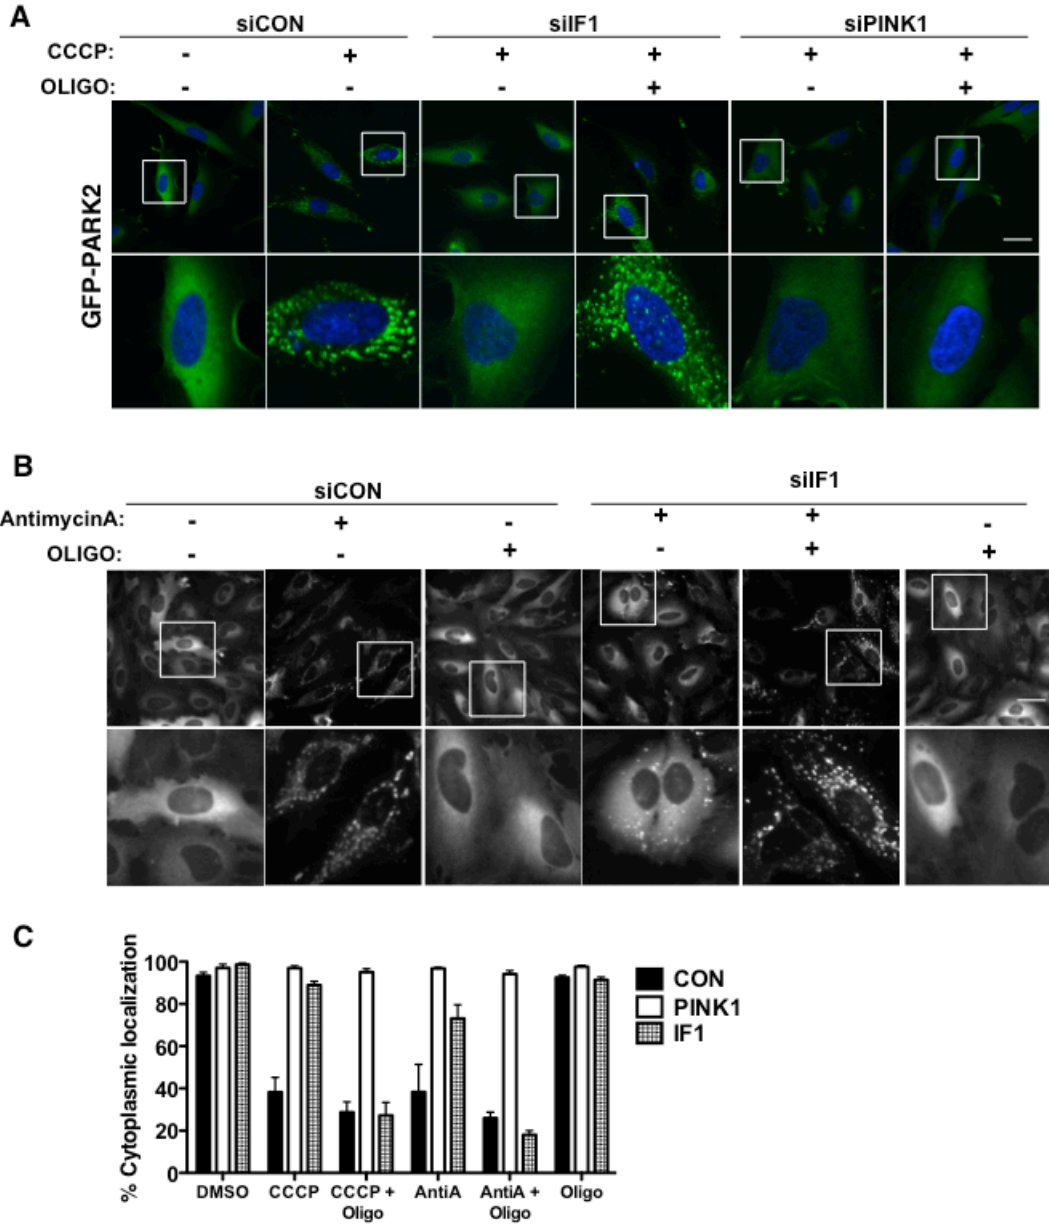 A
siCON siIF1 siPINK1
CCCP: - + + + + +
OLIGO: - - - + - +
GFP-PARK2
B
siCON siIF1
AntimycinA: - + - + + -
OLIGO: - - + - + +
C
% Cytoplasmic localization
100
80
60
40
20
0
DMSO CCCP CCCP + Oligo AntiA AntiA + Oligo Oligo
CON
PINK1
IF1